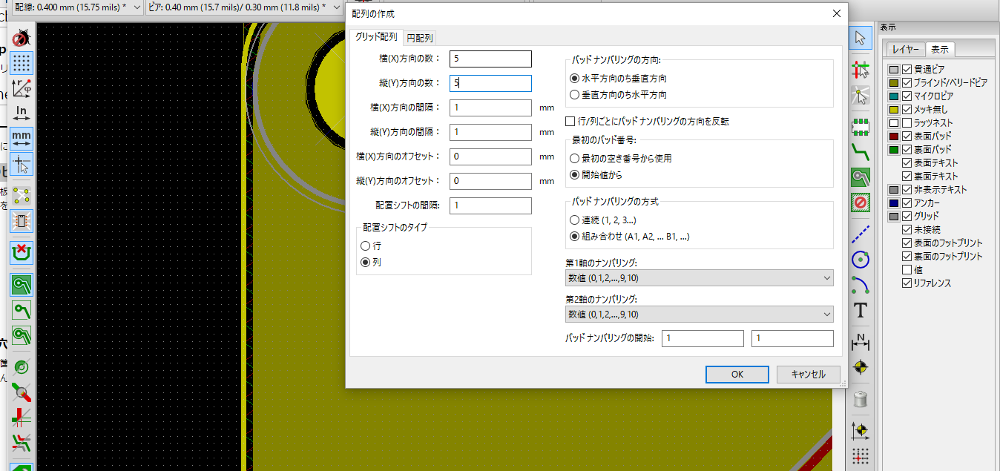 配線: 0.400 mm (15.75 mils) *
ビア: 0.40 mm (15.7 mils)/ 0.30 mm (11.8 mils) *
配列の作成
グリッド配列
円配列
横(X)方向の数:
5
縦(Y)方向の数:
5
横(X)方向の間隔:
1
mm
縦(Y)方向の間隔:
1
mm
横(X)方向のオフセット:
0
mm
縦(Y)方向のオフセット:
0
mm
配置シフトの間隔:
1
配置シフトのタイプ
行
列
パッド ナンバリングの方向:
水平方向のち垂直方向
垂直方向のち水平方向
行/列ごとにパッド ナンバリングの方向を反転
最初のパッド番号:
最初の空き番号から使用
開始値から
パッド ナンバリングの方式
連続 (1, 2, 3...)
組み合わせ (A1, A2, ... B1, ...)
第1軸のナンバリング:
数値 (0,1,2,...,9,10)
第2軸のナンバリング:
数値 (0,1,2,...,9,10)
パッド ナンバリングの開始:
1
1
OK
キャンセル
In
mm
T
N
表示
レイヤー
表示
貫通ビア
ブラインド/ベリードビア
マイクロビア
メッキ無し
ラッツネスト
表面パッド
裏面パッド
表面テキスト
裏面テキスト
非表示テキスト
アンカー
グリッド
未接続
表面のフットプリント
裏面のフットプリント
値
リファレンス